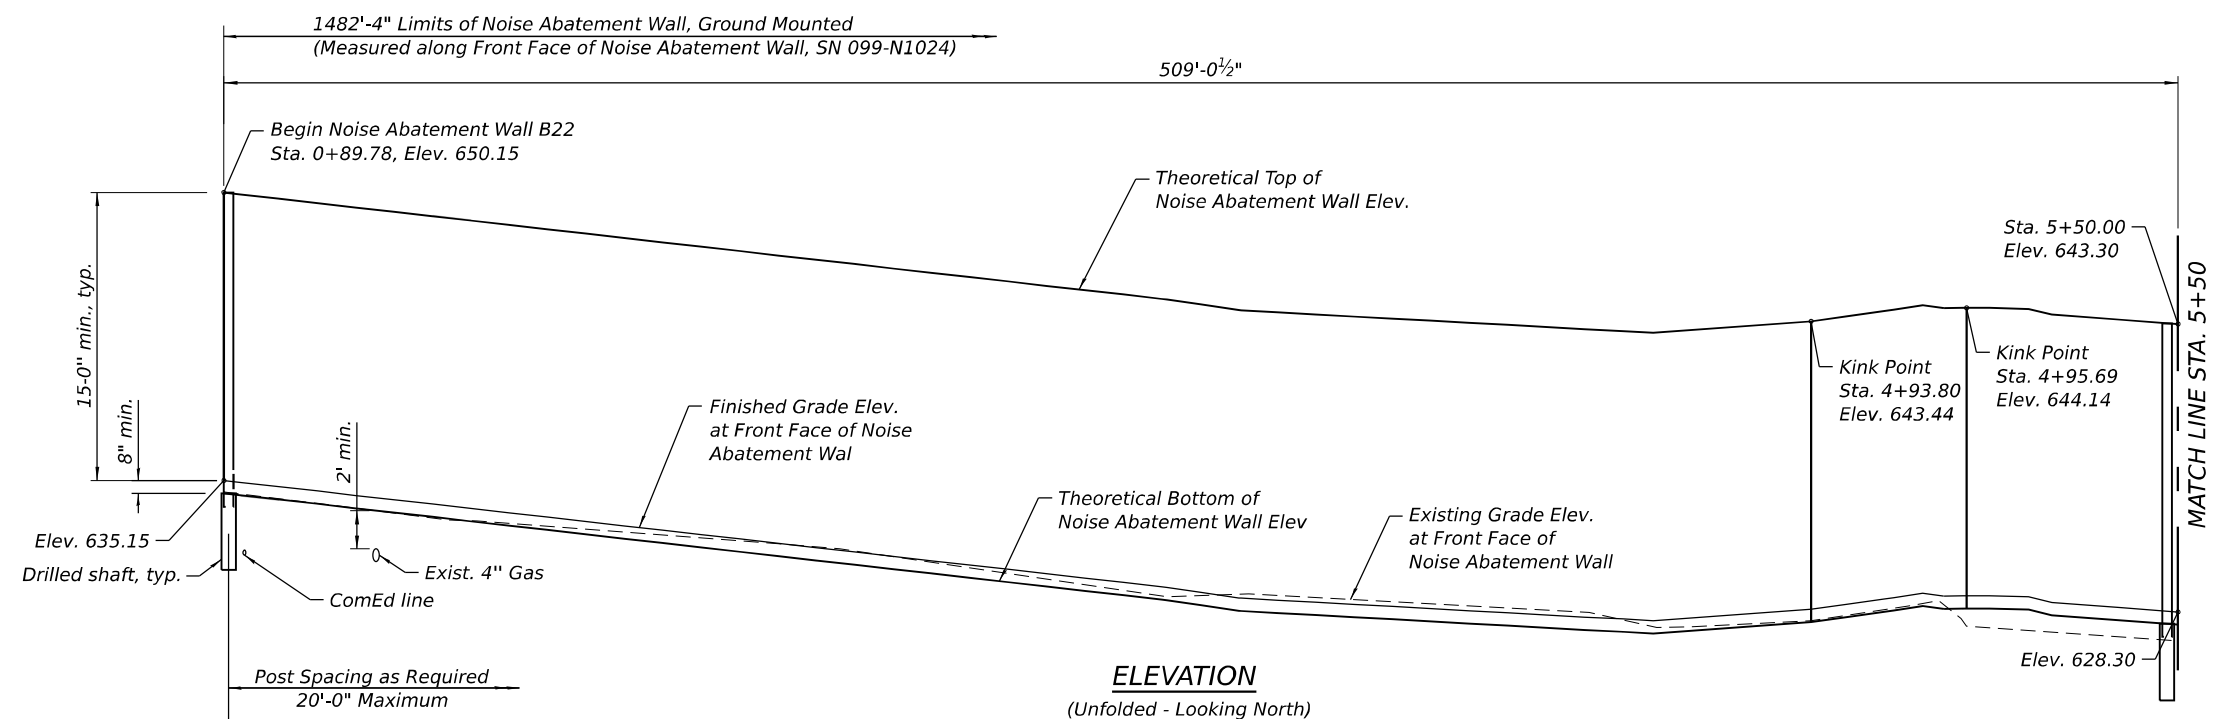 1482'-4" Limits of Noise Abatement Wall, Ground Mounted
(Measured along Front Face of Noise Abatement Wall, SN 099-N1024)
509'-0½"
Begin Noise Abatement Wall B22
Sta. 0+89.78, Elev. 650.15
Theoretical Top of
Noise Abatement Wall Elev.
Sta. 5+50.00
Elev. 643.30
MATCH LINE STA. 5+50
15-0" min., typ.
8" min.
2' min.
Kink Point
Sta. 4+93.80
Elev. 643.44
Kink Point
Sta. 4+95.69
Elev. 644.14
Finished Grade Elev.
at Front Face of Noise
Abatement Wal
Theoretical Bottom of
Noise Abatement Wall Elev
Existing Grade Elev.
at Front Face of
Noise Abatement Wall
Elev. 635.15
Drilled shaft, typ.
Exist. 4" Gas
ComEd line
Elev. 628.30
Post Spacing as Required
20'-0" Maximum
ELEVATION
(Unfolded - Looking North)